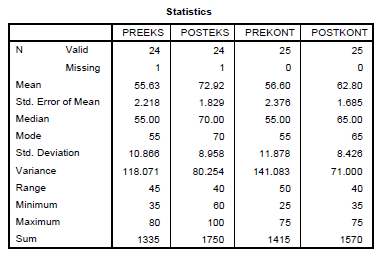 Statistics
PREEKS POSTEKS PREKONT POSTKONT
N Valid 24 24 25 25
Missing 1 1 0 0
Mean 55.63 72.92 56.60 62.80
Std. Error of Mean 2.218 1.829 2.376 1.685
Median 55.00 70.00 55.00 65.00
Mode 55 70 55 65
Std. Deviation 10.866 8.958 11.878 8.426
Variance 118.071 80.254 141.083 71.000
Range 45 40 50 40
Minimum 35 60 25 35
Maximum 80 100 75 75
Sum 1335 1750 1415 1570